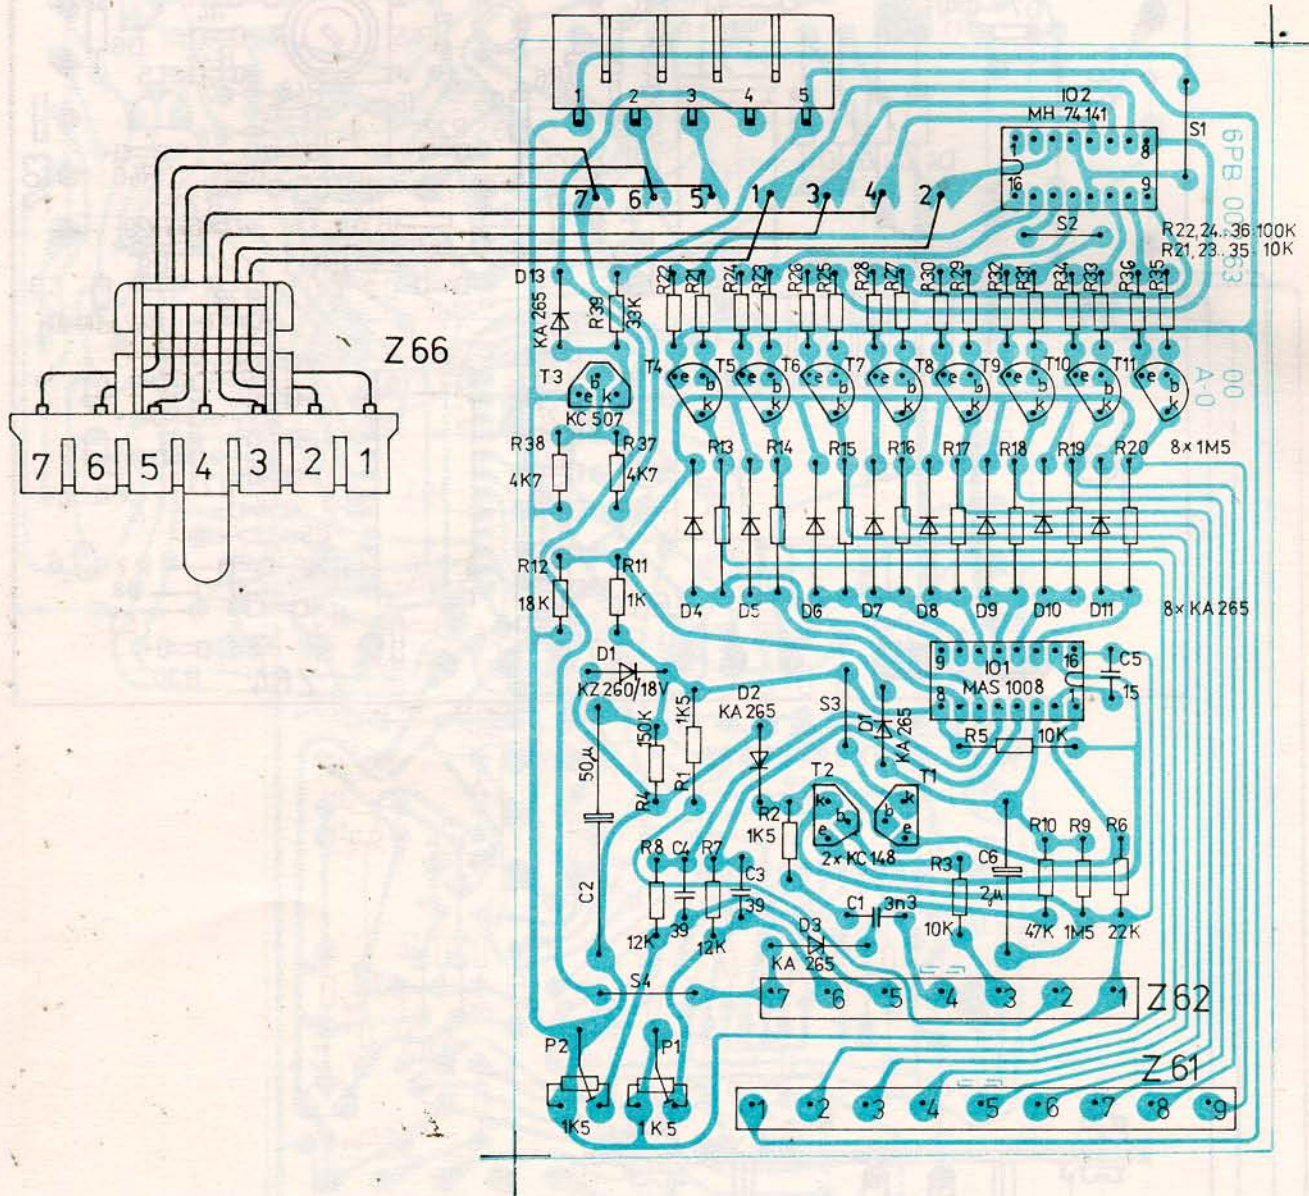 1 2 3 4 5
IO2
MH 74141
1 8
16 9
S1
6PB 00
63
00
A-0
7 6 5 1 3 4 2
S2
R22,24..36-100K
R21,23..35- 10K
D13
KA 265
R39
33K
R22 R21 R24 R23 R26 R25 R28 R27 R30 R29 R32 R31 R34 R33 R36 R35
Z66
T3
b
e k
KC 507
T4 T5 T6 T7 T8 T9 T10 T11
e b k
e b k
e b k
e b k
e b k
e b k
e b k
e b k
7 6 5 4 3 2 1
R38
4K7
R37
4K7
R13 R14 R15 R16 R17 R18 R19 R20 8×1M5
R12
18K
R11
1K
D4 D5 D6 D7 D8 D9 D10 D11 8×KA 265
9 16
IO1
MAS 1008
8 1
C5
15
D1
KZ 260/18V
50µ
150K
R4
1K5
R1
D2
KA 265
S3
D1
KA 265
R5 10K
T2 T1
k k
b b
e e
2×KC 148
R2
1K5
R8 C4 R7
C3
39
12K 39 12K
C2
R3
10K
C6
2µ
R10 R9 R6
47K 1M5 22K
C1 3n3
D3
KA 265
S4
7 6 5 4 3 2 1
Z62
P2 P1
1K5 1K5
Z61
1 2 3 4 5 6 7 8 9